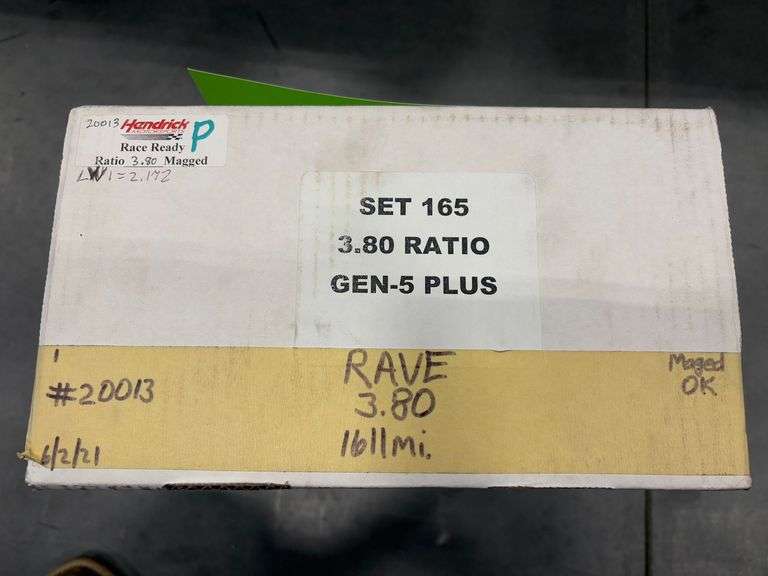 20013 Hendrick P
Race Ready
Ratio 3.80 Magged
LW1=2.172
SET 165
3.80 RATIO
GEN-5 PLUS
1
#20013
RAVE
3.80
1611mi.
Maged
OK
6/2/21